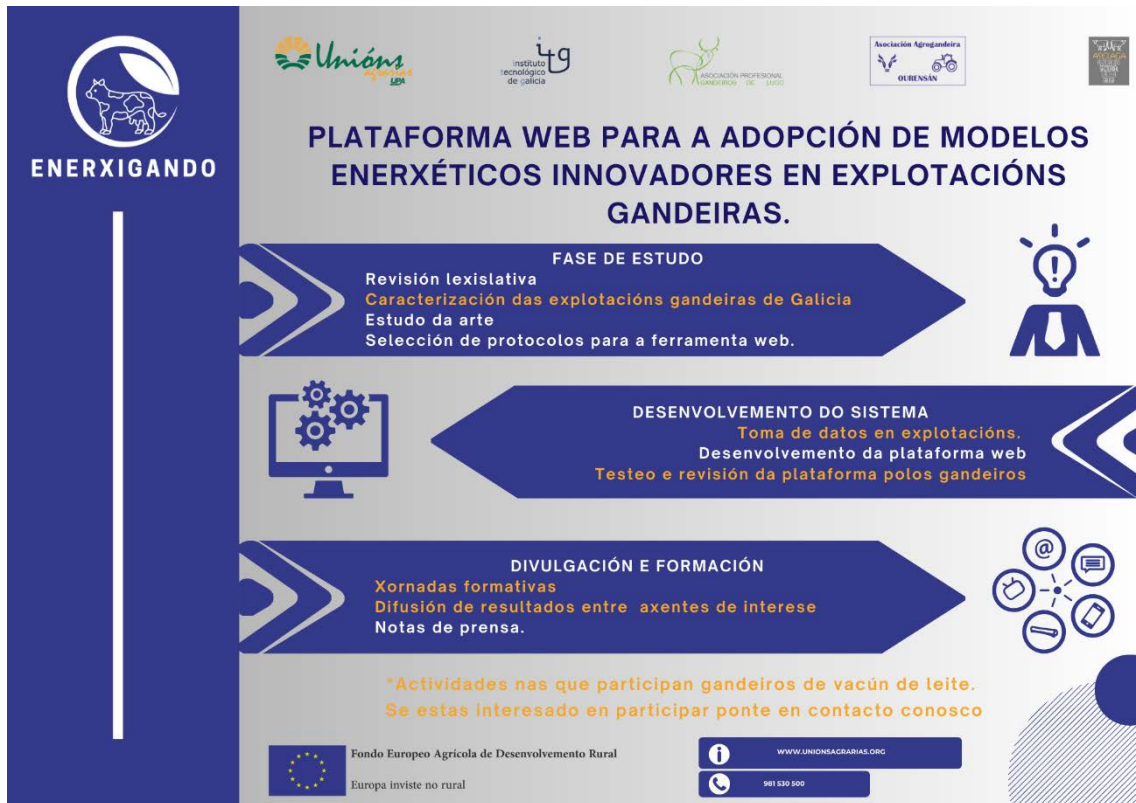 ENERXIGANDO
Unións
agrarias
UPA
itg
instituto
tecnológico
de galicia
ASOCIACIÓN PROFESIONAL
GANDEIROS DE LUGO
Asociación Agrogandeira
OURENSÁN
PLATAFORMA WEB PARA A ADOPCIÓN DE MODELOS
ENERXÉTICOS INNOVADORES EN EXPLOTACIÓNS
GANDEIRAS.
FASE DE ESTUDO
Revisión lexislativa
Caracterización das explotacións gandeiras de Galicia
Estudo da arte
Selección de protocolos para a ferramenta web.
DESENVOLVEMENTO DO SISTEMA
Toma de datos en explotacións.
Desenvolvemento da plataforma web
Testeo e revisión da plataforma polos gandeiros
DIVULGACIÓN E FORMACIÓN
Xornadas formativas
Difusión de resultados entre axentes de interese
Notas de prensa.
*Actividades nas que participan gandeiros de vacún de leite.
Se estas interesado en participar ponte en contacto conosco
Fondo Europeo Agrícola de Desenvolvemento Rural
Europa inviste no rural
WWW.UNIONSAGRARIAS.ORG
981 530 500